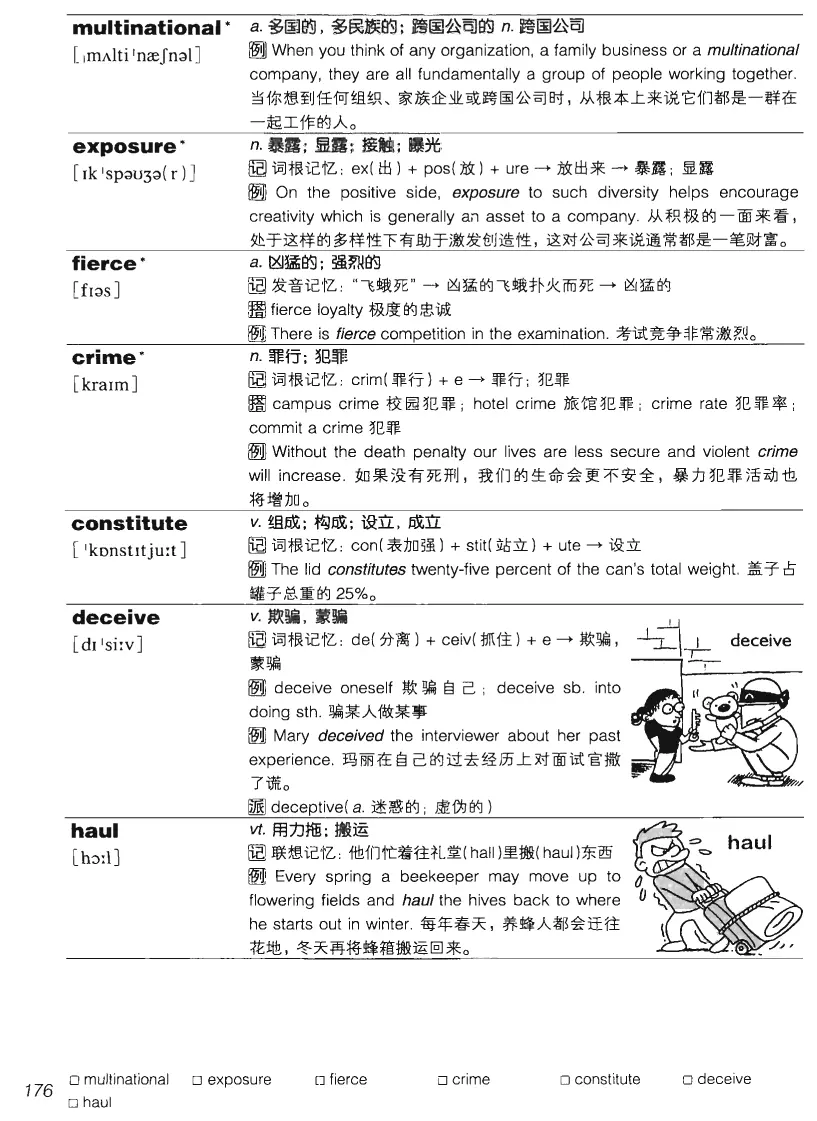 multinational* a. 多国的，多民族的；跨国公司的 n. 跨国公司
[ˌmʌltiˈnæʃnəl] 例 When you think of any organization, a family business or a multinational
company, they are all fundamentally a group of people working together.
当你想到任何组织、家族企业或跨国公司时，从根本上来说它们都是一群在
一起工作的人。
exposure* n. 暴露；显露；接触；曝光
[ɪkˈspəʊʒə(r)] 记 词根记忆：ex(出) + pos(放) + ure → 放出来 → 暴露；显露
例 On the positive side, exposure to such diversity helps encourage
creativity which is generally an asset to a company. 从积极的一面来看，
处于这样的多样性下有助于激发创造性，这对公司来说通常都是一笔财富。
fierce* a. 凶猛的；强烈的
[fɪəs] 记 发音记忆：“飞蛾死” → 凶猛的飞蛾扑火而死 → 凶猛的
搭 fierce loyalty 极度的忠诚
例 There is fierce competition in the examination. 考试竞争非常激烈。
crime* n. 罪行；犯罪
[kraɪm] 记 词根记忆：crim(罪行) + e → 罪行；犯罪
搭 campus crime 校园犯罪；hotel crime 旅馆犯罪；crime rate 犯罪率；
commit a crime 犯罪
例 Without the death penalty our lives are less secure and violent crime
will increase. 如果没有死刑，我们的生命会更不安全，暴力犯罪活动也
将增加。
constitute v. 组成；构成；设立，成立
[ˈkɒnstɪtjuːt] 记 词根记忆：con(表加强) + stit(站立) + ute → 设立
例 The lid constitutes twenty-five percent of the can's total weight. 盖子占
罐子总重的 25%。
deceive v. 欺骗，蒙骗
[dɪˈsiːv] 记 词根记忆：de(分离) + ceiv(抓住) + e → 欺骗，
蒙骗
例 deceive oneself 欺骗自己；deceive sb. into
doing sth. 骗某人做某事
例 Mary deceived the interviewer about her past
experience. 玛丽在自己的过去经历上对面试官撒
了谎。
派 deceptive(a. 迷惑的；虚伪的)
deceive
haul vt. 用力拖；搬运
[hɔːl] 记 联想记忆：他们忙着往礼堂(hall)里搬(haul)东西
例 Every spring a beekeeper may move up to
flowering fields and haul the hives back to where
he starts out in winter. 每年春天，养蜂人都会迁往
花地，冬天再将蜂箱搬运回来。
haul
176 □ multinational □ exposure □ fierce □ crime □ constitute □ deceive
□ haul